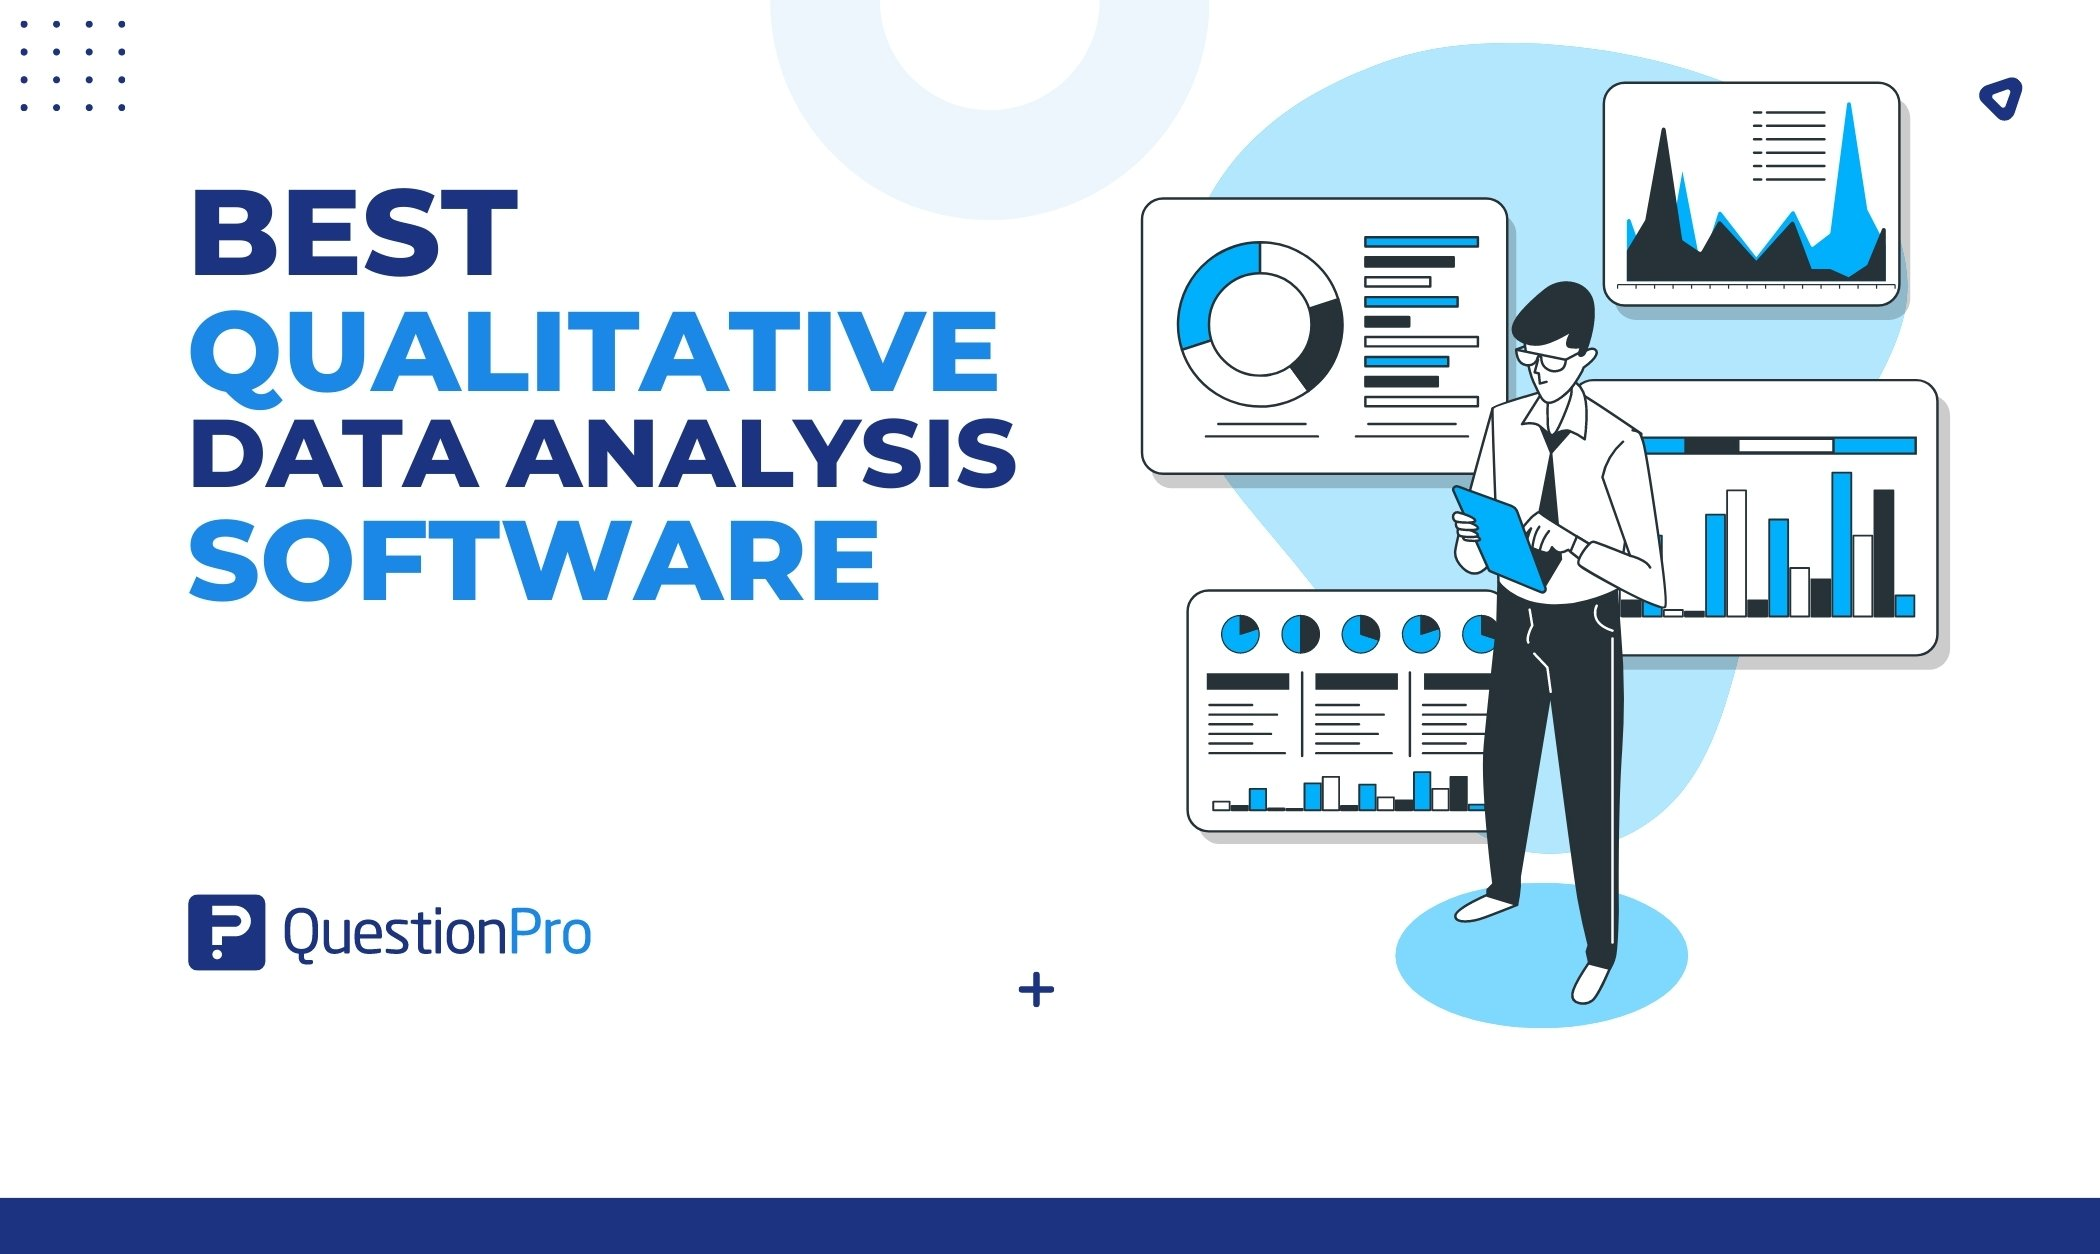 BEST
QUALITATIVE
DATA ANALYSIS
SOFTWARE
QuestionPro